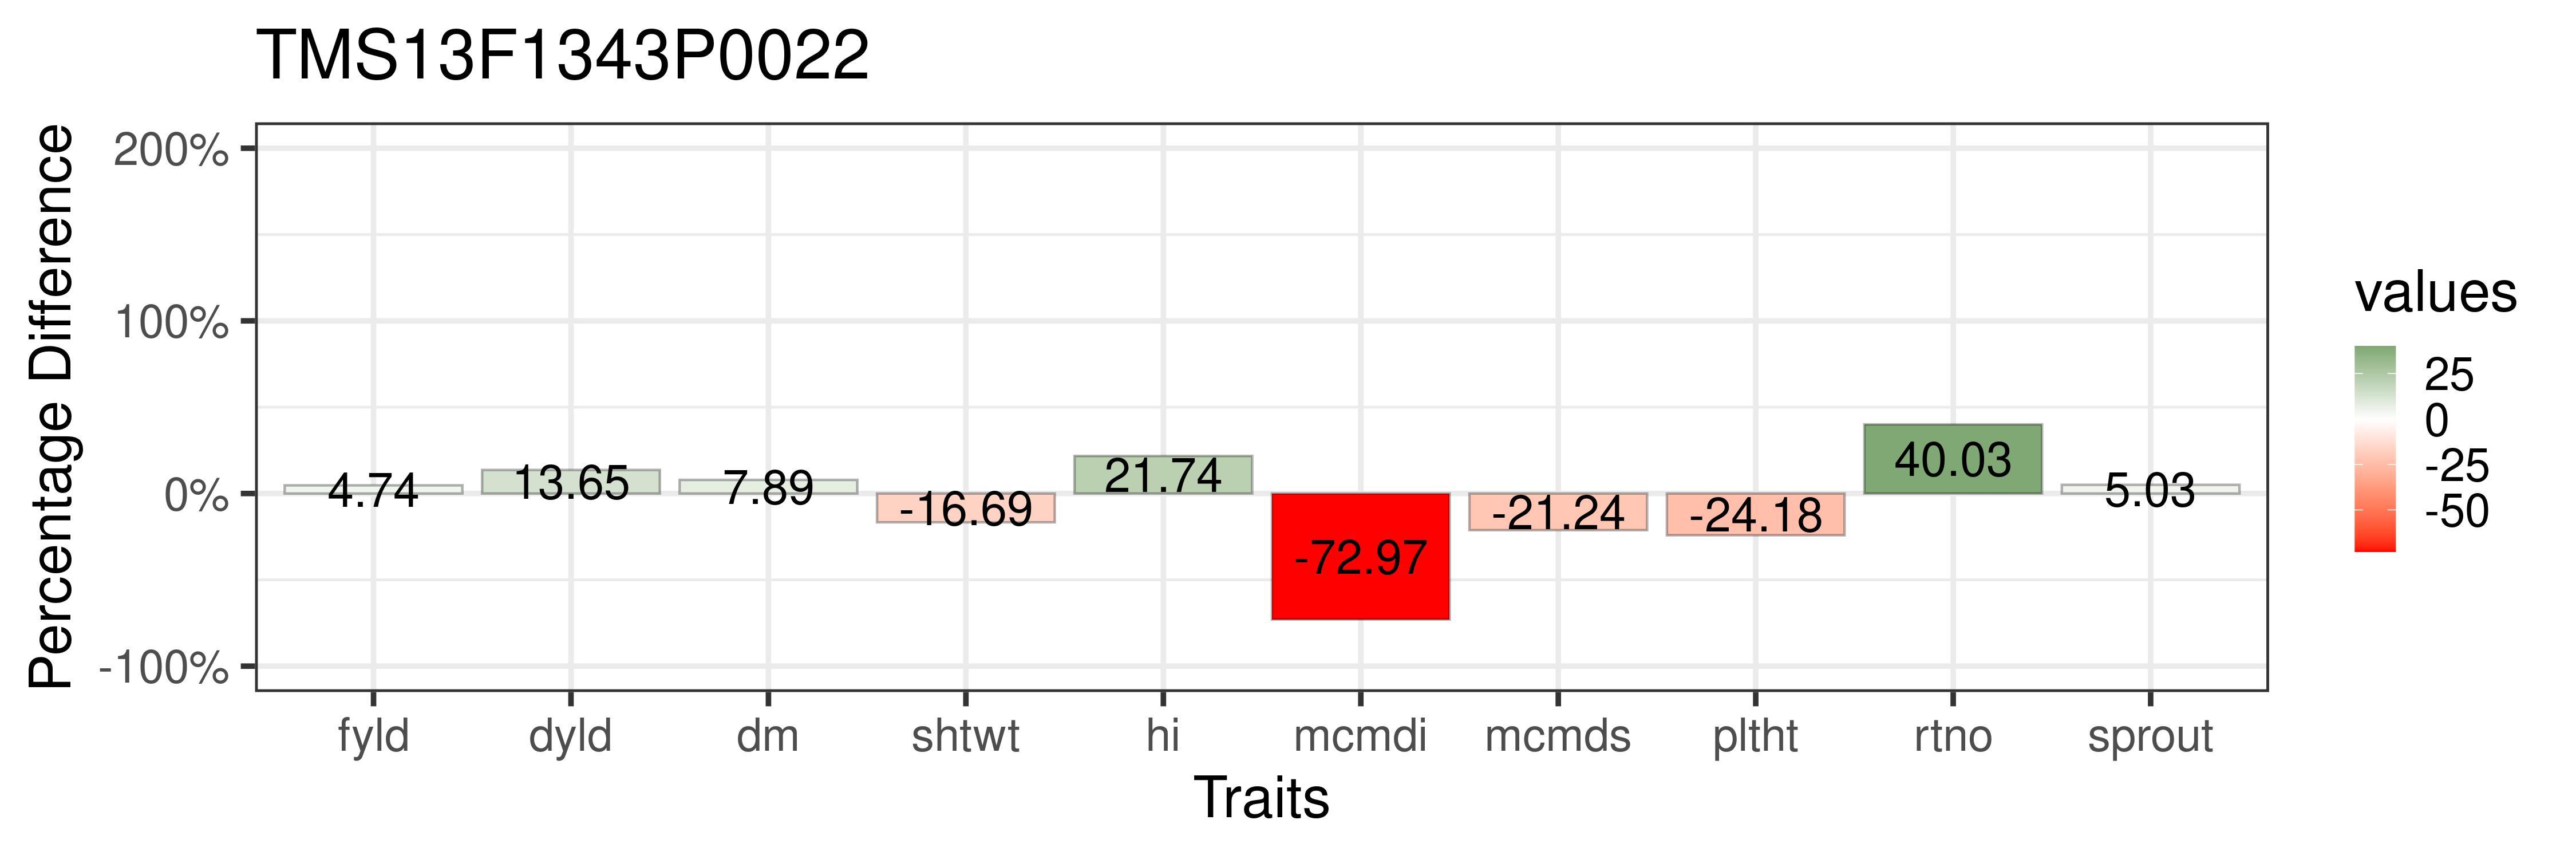 TMS13F1343P0022
Percentage Difference
200%
100%
0%
-100%
4.74
13.65
7.89
-16.69
21.74
-72.97
-21.24
-24.18
40.03
5.03
fyld
dyld
dm
shtwt
hi
mcmdi
mcmds
pltht
rtno
sprout
Traits
values
25
0
-25
-50